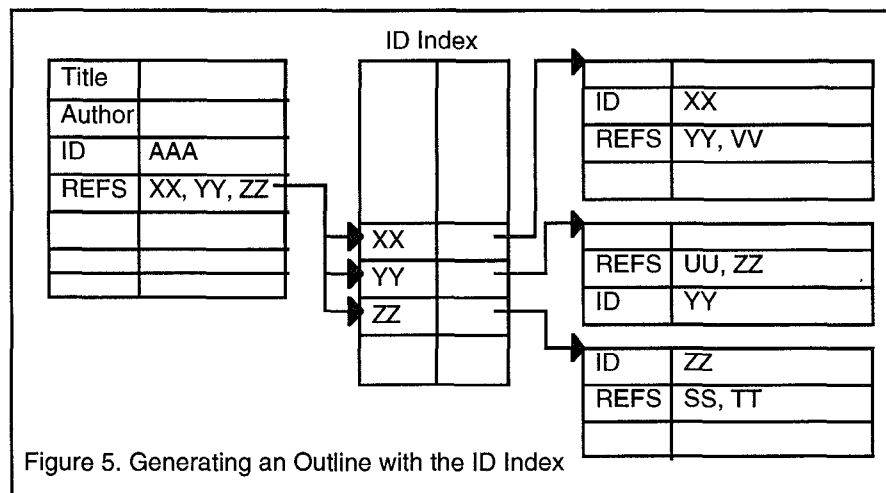 ID Index
Title
Author
ID AAA
REFS XX, YY, ZZ
XX
YY
ZZ
ID XX
REFS YY, VV
REFS UU, ZZ
ID YY
ID ZZ
REFS SS, TT
Figure 5. Generating an Outline with the ID Index